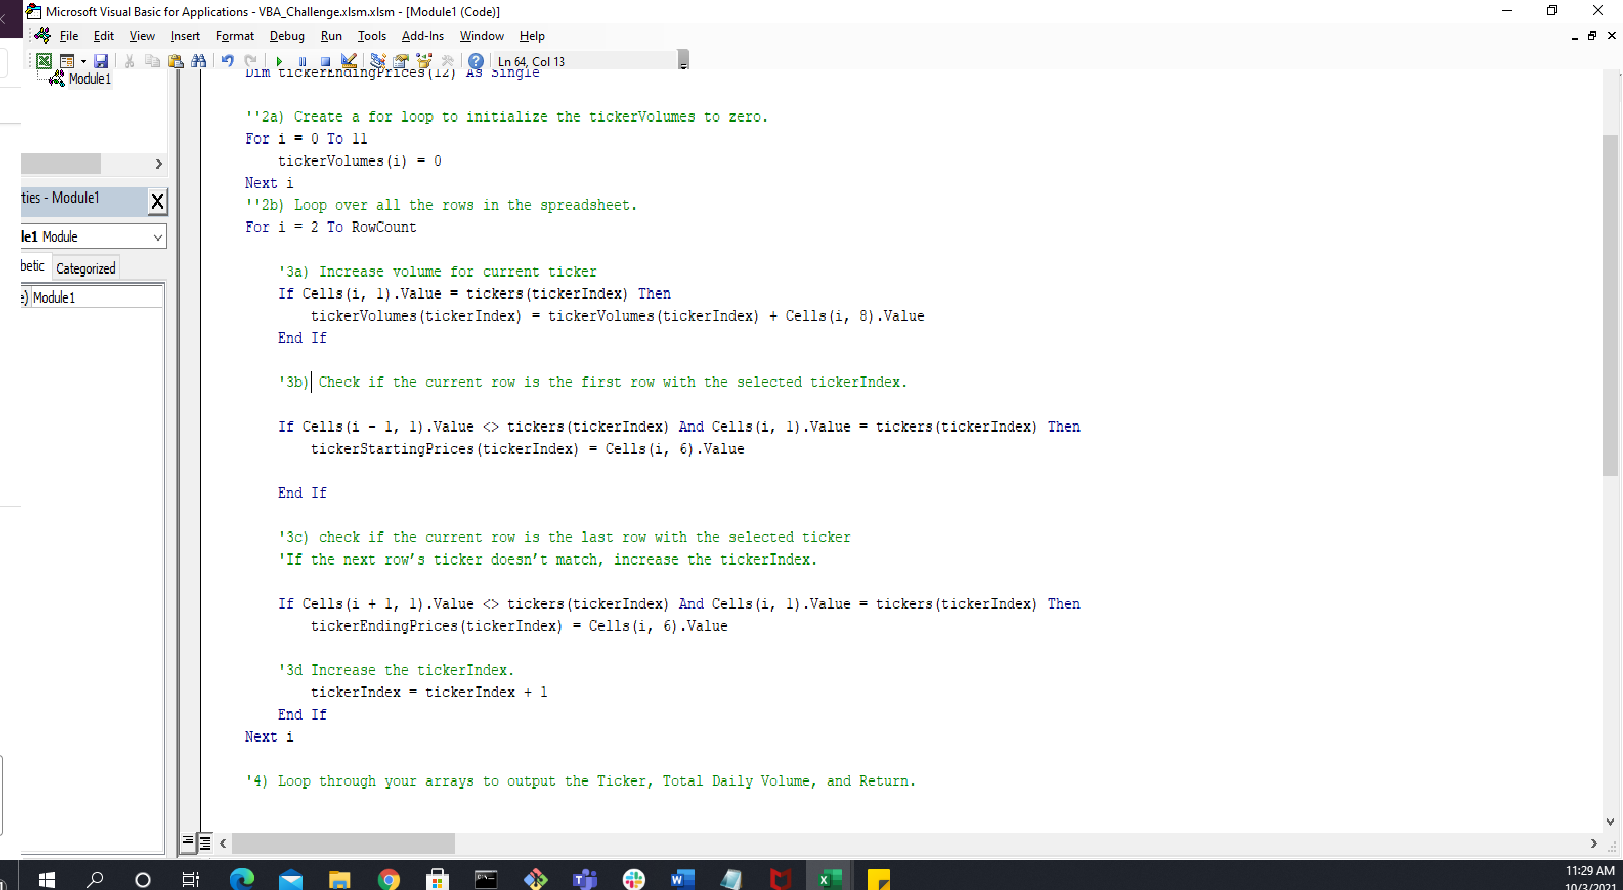 Microsoft Visual Basic for Applications - VBA_Challenge.xlsm.xlsm - [Module1 (Code)]
File Edit View Insert Format Debug Run Tools Add-Ins Window Help
Ln 64, Col 13
Module1
Dim tickerEndingPrices(12) As Single
''2a) Create a for loop to initialize the tickerVolumes to zero.
For i = 0 To 11
tickerVolumes(i) = 0
Next i
ties - Module1
''2b) Loop over all the rows in the spreadsheet.
For i = 2 To RowCount
le1 Module
betic Categorized
e) Module1
'3a) Increase volume for current ticker
If Cells(i, 1).Value = tickers(tickerIndex) Then
tickerVolumes(tickerIndex) = tickerVolumes(tickerIndex) + Cells(i, 8).Value
End If
'3b) Check if the current row is the first row with the selected tickerIndex.
If Cells(i - 1, 1).Value <> tickers(tickerIndex) And Cells(i, 1).Value = tickers(tickerIndex) Then
tickerStartingPrices(tickerIndex) = Cells(i, 6).Value
End If
'3c) check if the current row is the last row with the selected ticker
'If the next row’s ticker doesn’t match, increase the tickerIndex.
If Cells(i + 1, 1).Value <> tickers(tickerIndex) And Cells(i, 1).Value = tickers(tickerIndex) Then
tickerEndingPrices(tickerIndex) = Cells(i, 6).Value
'3d Increase the tickerIndex.
tickerIndex = tickerIndex + 1
End If
Next i
'4) Loop through your arrays to output the Ticker, Total Daily Volume, and Return.
11:29 AM
10/3/2021